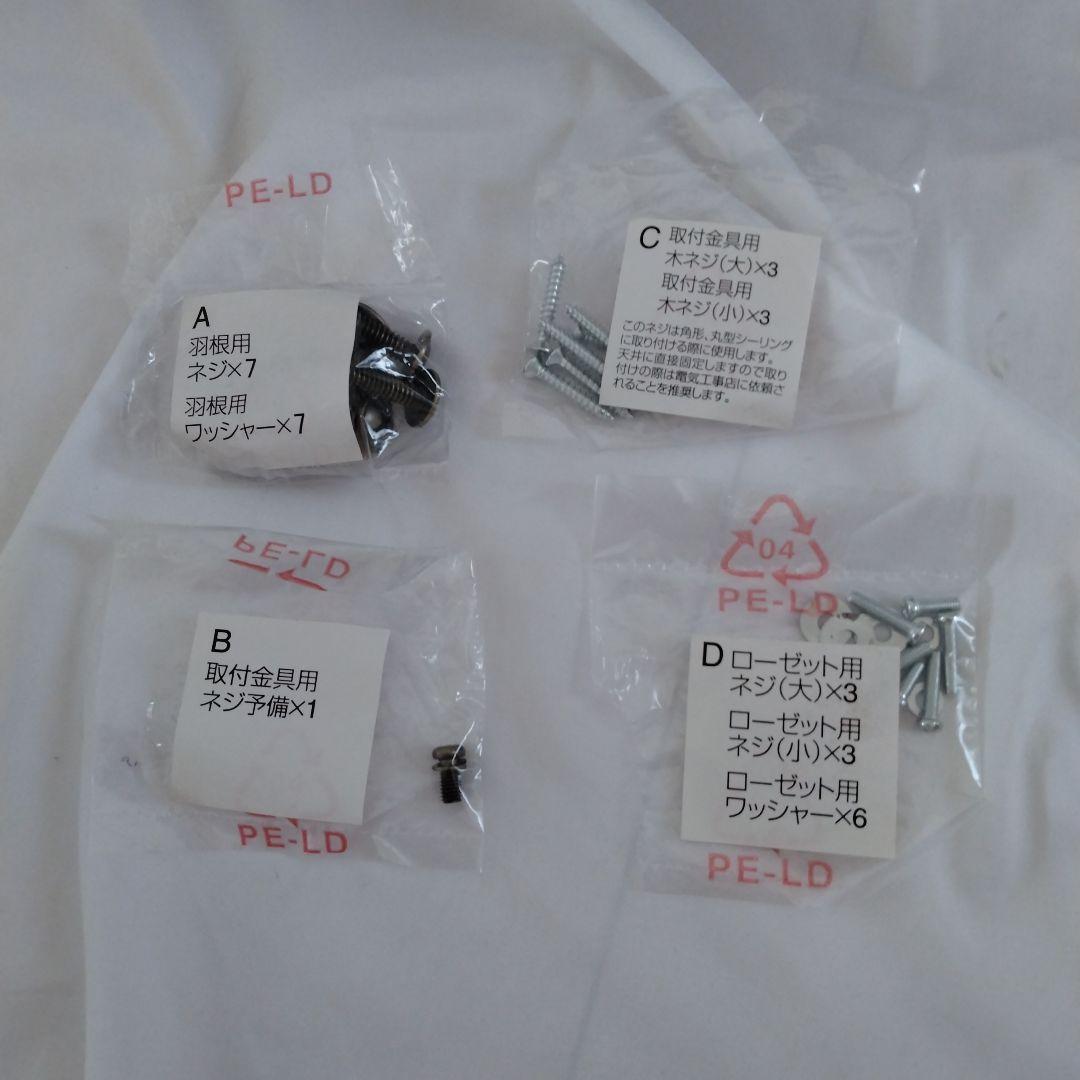 PE-LD
A
羽根用
ネジ×7
羽根用
ワッシャー×7
C 取付金具用
木ネジ(大)×3
取付金具用
木ネジ(小)×3
このネジは角形、丸型シーリング
に取り付ける際に使用します。
天井に直接固定しますので取り
付けの際は電気工事店に依頼さ
れることを推奨します。
PE-LD
B
取付金具用
ネジ予備×1
PE-LD
04
PE-LD
D ローゼット用
ネジ(大)×3
ローゼット用
ネジ(小)×3
ローゼット用
ワッシャー×6
PE-LD